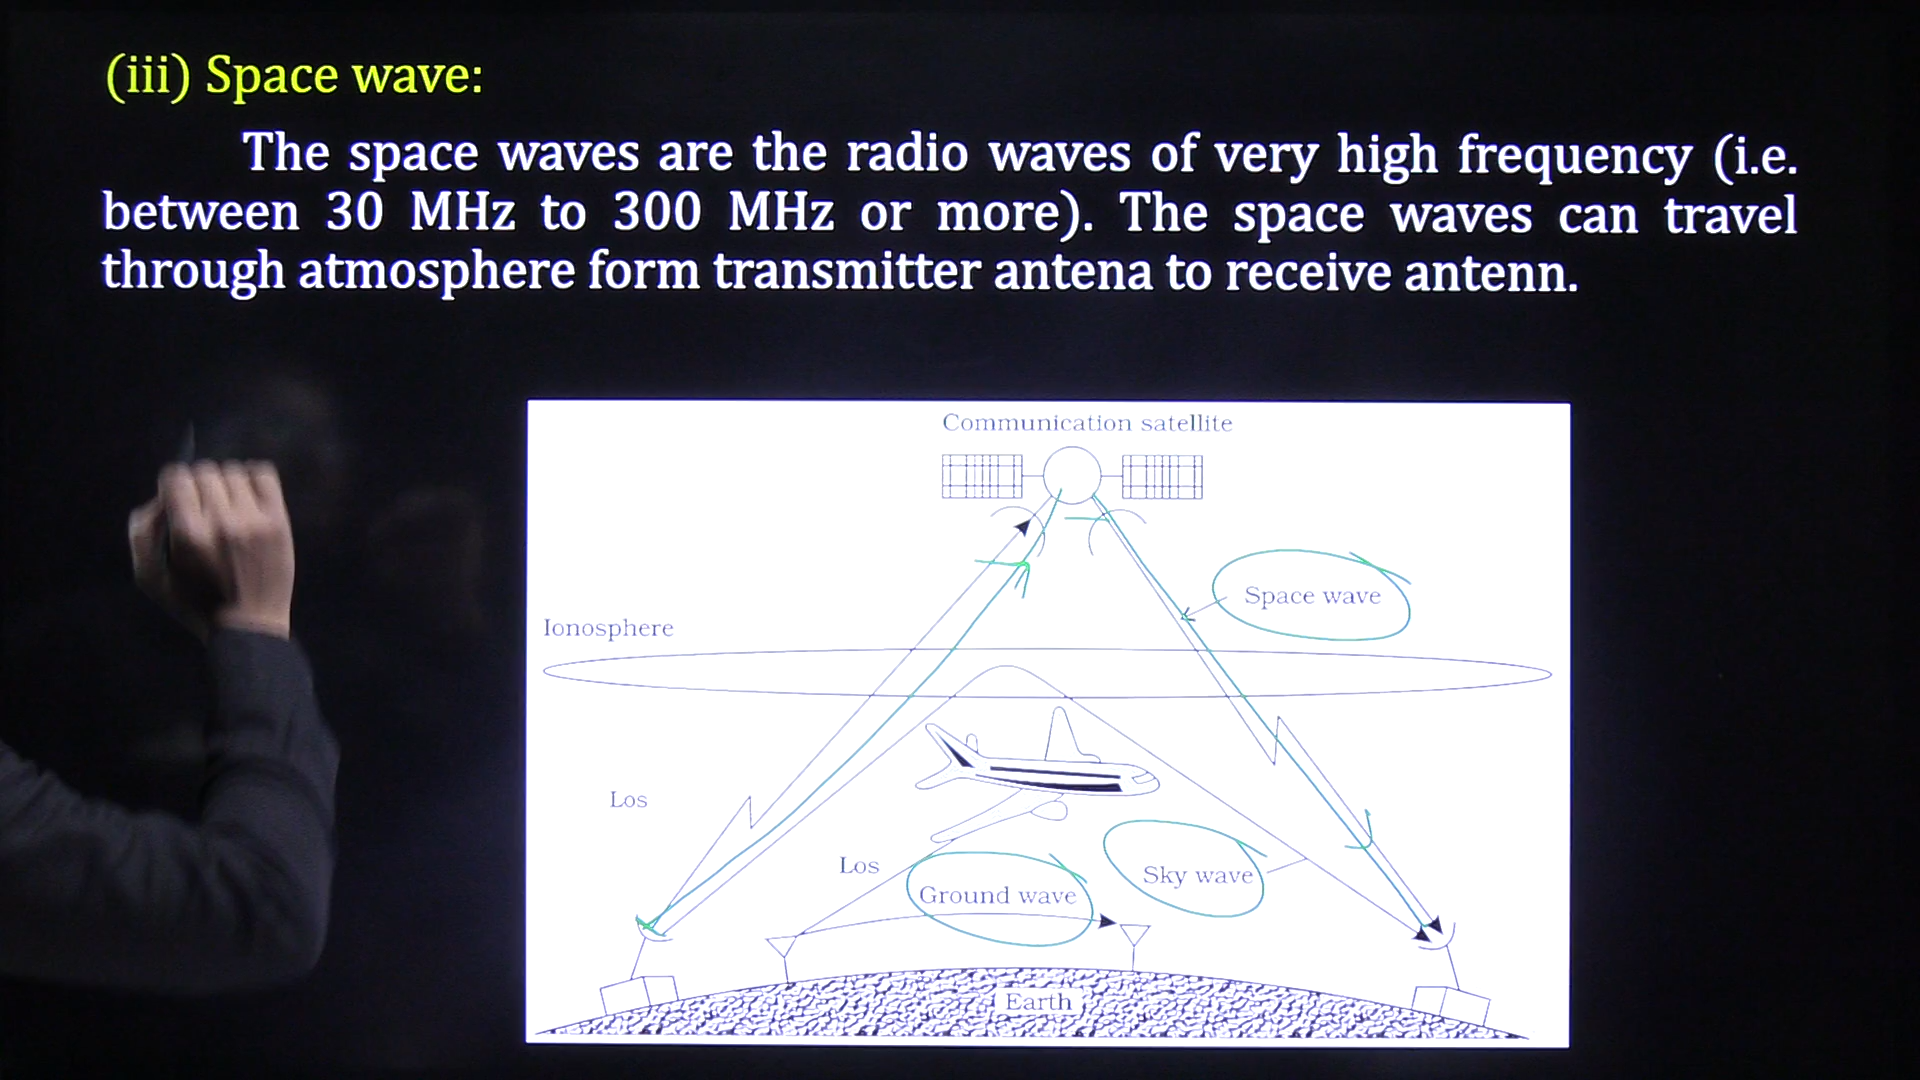 (iii) Space wave:
The space waves are the radio waves of very high frequency (i.e.
between 30 MHz to 300 MHz or more). The space waves can travel
through atmosphere form transmitter antena to receive antenn.
Communication satellite
Space wave
Ionosphere
Los
Los
Ground wave
Sky wave
Earth